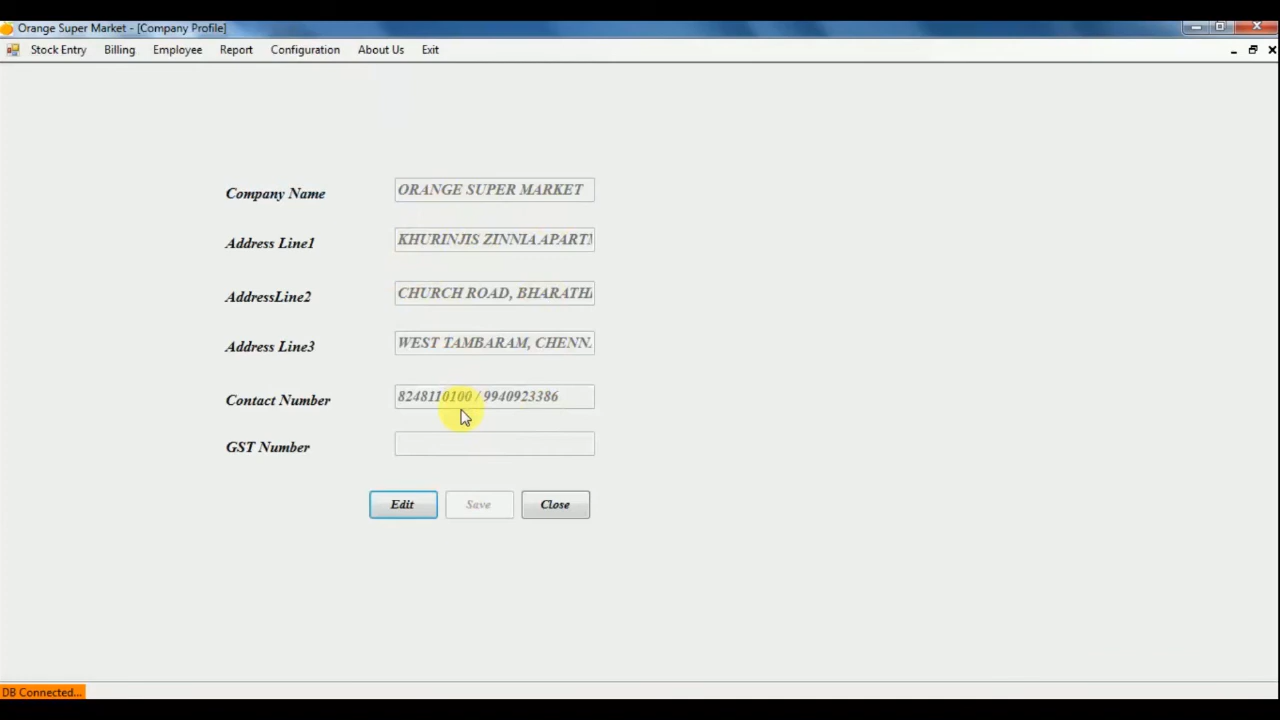 Orange Super Market - [Company Profile]
Stock Entry Billing Employee Report Configuration About Us Exit
Company Name ORANGE SUPER MARKET
Address Line1 KHURINJIS ZINNIA APARTM
AddressLine2 CHURCH ROAD, BHARATH
Address Line3 WEST TAMBARAM, CHENN
Contact Number 8248110100 / 9940923386
GST Number
Edit Save Close
DB Connected...